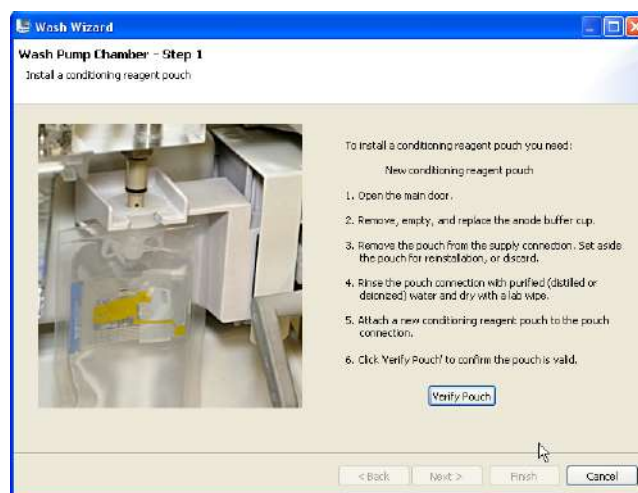 Wash Wizard
Wash Pump Chamber - Step 1
Install a conditioning reagent pouch
To install a conditioning reagent pouch you need:
New conditioning reagent pouch
1. Open the main door.
2. Remove, empty, and replace the anode buffer cup.
3. Remove the pouch from the supply connection. Set aside
the pouch for reinstallation, or discard.
4. Rinse the pouch connection with purified (distilled or
deionized) water and dry with a lab wipe.
5. Attach a new conditioning reagent pouch to the pouch
connection.
6. Click 'Verify Pouch' to confirm the pouch is valid.
Verify Pouch
< Back
Next >
Finish
Cancel